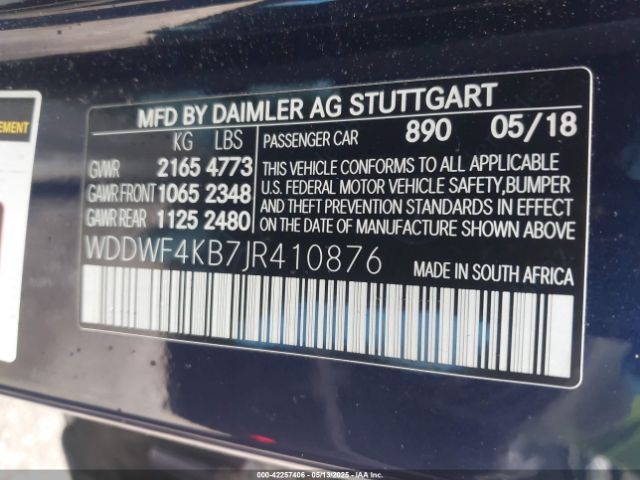 EMENT
MFD BY DAIMLER AG STUTTGART
KG LBS
GVWR 2165 4773
GAWR FRONT 1065 2348
GAWR REAR 1125 2480
PASSENGER CAR 890 05/18
THIS VEHICLE CONFORMS TO ALL APPLICABLE
U.S. FEDERAL MOTOR VEHICLE SAFETY,BUMPER
AND THEFT PREVENTION STANDARDS IN EFFECT
ON THE DATE OF MANUFACTURE SHOWN ABOVE.
WDDWF4KB7JR410876
MADE IN SOUTH AFRICA
000-42257406 - 05/13/2025 - IAAI.COM